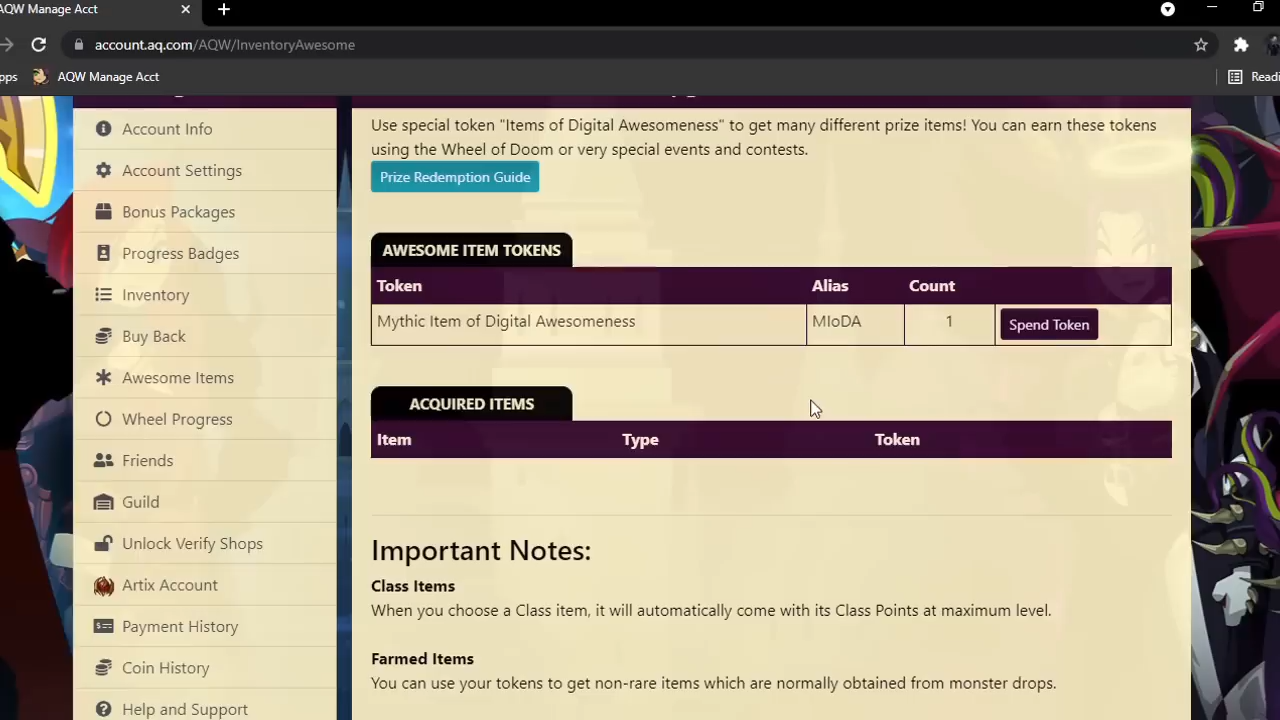 AQW Manage Acct
account.aq.com/AQW/InventoryAwesome
AQW Manage Acct
Account Info
Account Settings
Bonus Packages
Progress Badges
Inventory
Buy Back
Awesome Items
Wheel Progress
Friends
Guild
Unlock Verify Shops
Artix Account
Payment History
Coin History
Help and Support
Use special token "Items of Digital Awesomeness" to get many different prize items! You can earn these tokens
using the Wheel of Doom or very special events and contests.
Prize Redemption Guide
AWESOME ITEM TOKENS
Token Alias Count
Mythic Item of Digital Awesomeness MIoDA 1 Spend Token
ACQUIRED ITEMS
Item Type Token
Important Notes:
Class Items
When you choose a Class item, it will automatically come with its Class Points at maximum level.
Farmed Items
You can use your tokens to get non-rare items which are normally obtained from monster drops.